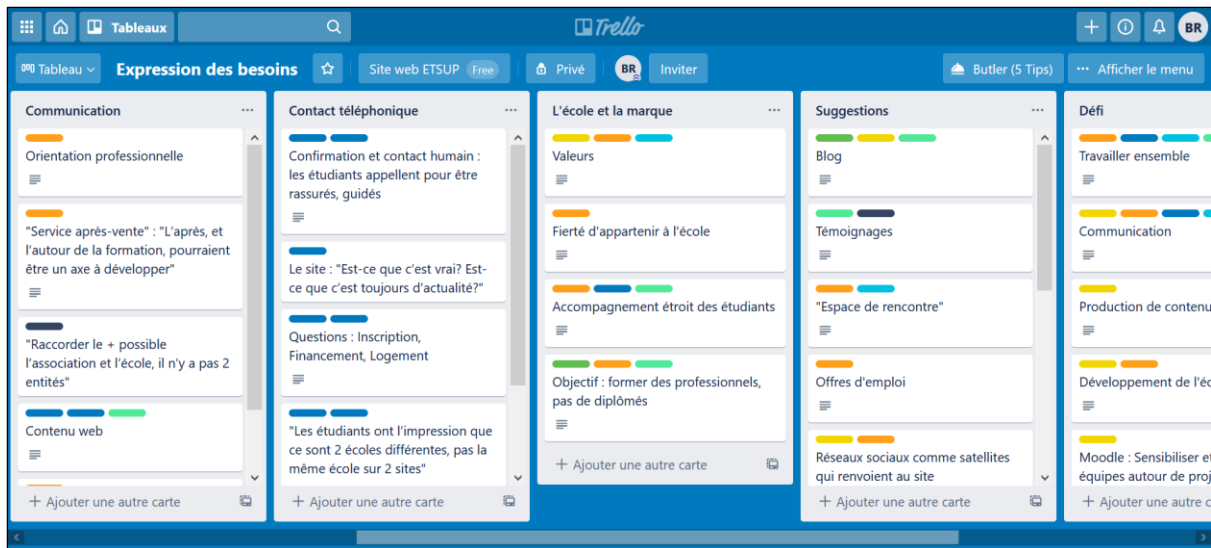 Tableaux
Trello
BR
Tableau
Expression des besoins
Site web ETSUP Free
Privé
BR
Inviter
Butler (5 Tips)
Afficher le menu
Communication
Orientation professionnelle
"Service après-vente" : "L'après, et
l'autour de la formation, pourraient
être un axe à développer"
"Raccorder le + possible
l'association et l'école, il n'y a pas 2
entités"
Contenu web
+ Ajouter une autre carte
Contact téléphonique
Confirmation et contact humain :
les étudiants appellent pour être
rassurés, guidés
Le site : "Est-ce que c'est vrai? Est-
ce que c'est toujours d'actualité?"
Questions : Inscription,
Financement, Logement
"Les étudiants ont l'impression que
ce sont 2 écoles différentes, pas la
même école sur 2 sites"
+ Ajouter une autre carte
L'école et la marque
Valeurs
Fierté d'appartenir à l'école
Accompagnement étroit des étudiants
Objectif : former des professionnels,
pas de diplômés
+ Ajouter une autre carte
Suggestions
Blog
Témoignages
"Espace de rencontre"
Offres d'emploi
Réseaux sociaux comme satellites
qui renvoient au site
+ Ajouter une autre carte
Défi
Travailler ensemble
Communication
Production de contenu
Développement de l'éc
Moodle : Sensibiliser et
équipes autour de proj
+ Ajouter une autre c